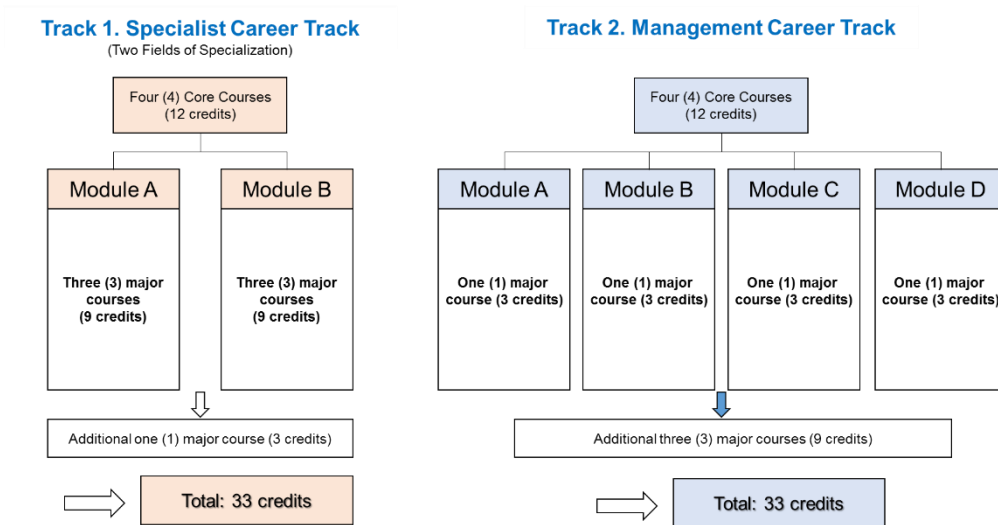 Track 1. Specialist Career Track
(Two Fields of Specialization)
Four (4) Core Courses
(12 credits)
Module A
Module B
Three (3) major
courses
(9 credits)
Three (3) major
courses
(9 credits)
Additional one (1) major course (3 credits)
Total: 33 credits
Track 2. Management Career Track
Four (4) Core Courses
(12 credits)
Module A
Module B
Module C
Module D
One (1) major
course (3 credits)
One (1) major
course (3 credits)
One (1) major
course (3 credits)
One (1) major
course (3 credits)
Additional three (3) major courses (9 credits)
Total: 33 credits